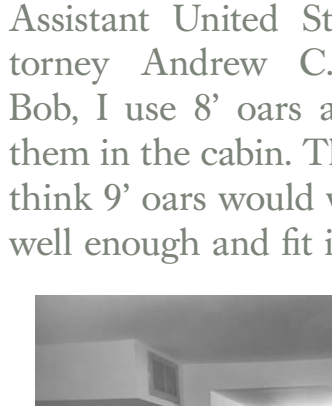 Assistant United St
torney Andrew C.
Bob, I use 8’ oars a
them in the cabin. Th
think 9’ oars would w
well enough and fit i